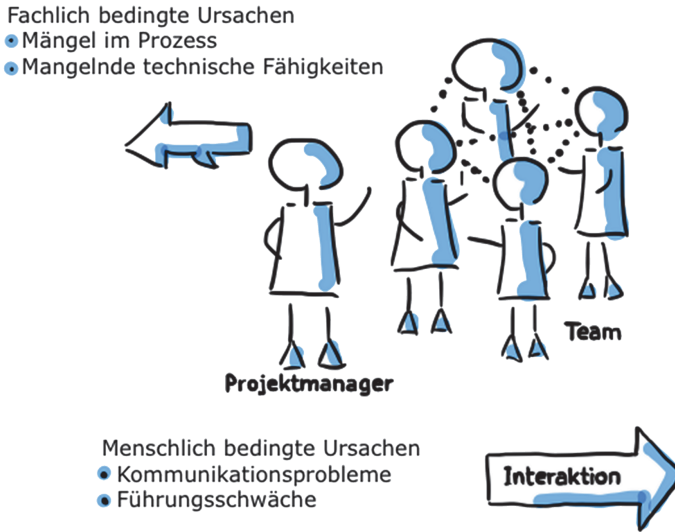 Fachlich bedingte Ursachen
Mängel im Prozess
Mangelnde technische Fähigkeiten
Team
Projektmanager
Menschlich bedingte Ursachen
Kommunikationsprobleme
Führungsschwäche
Interaktion